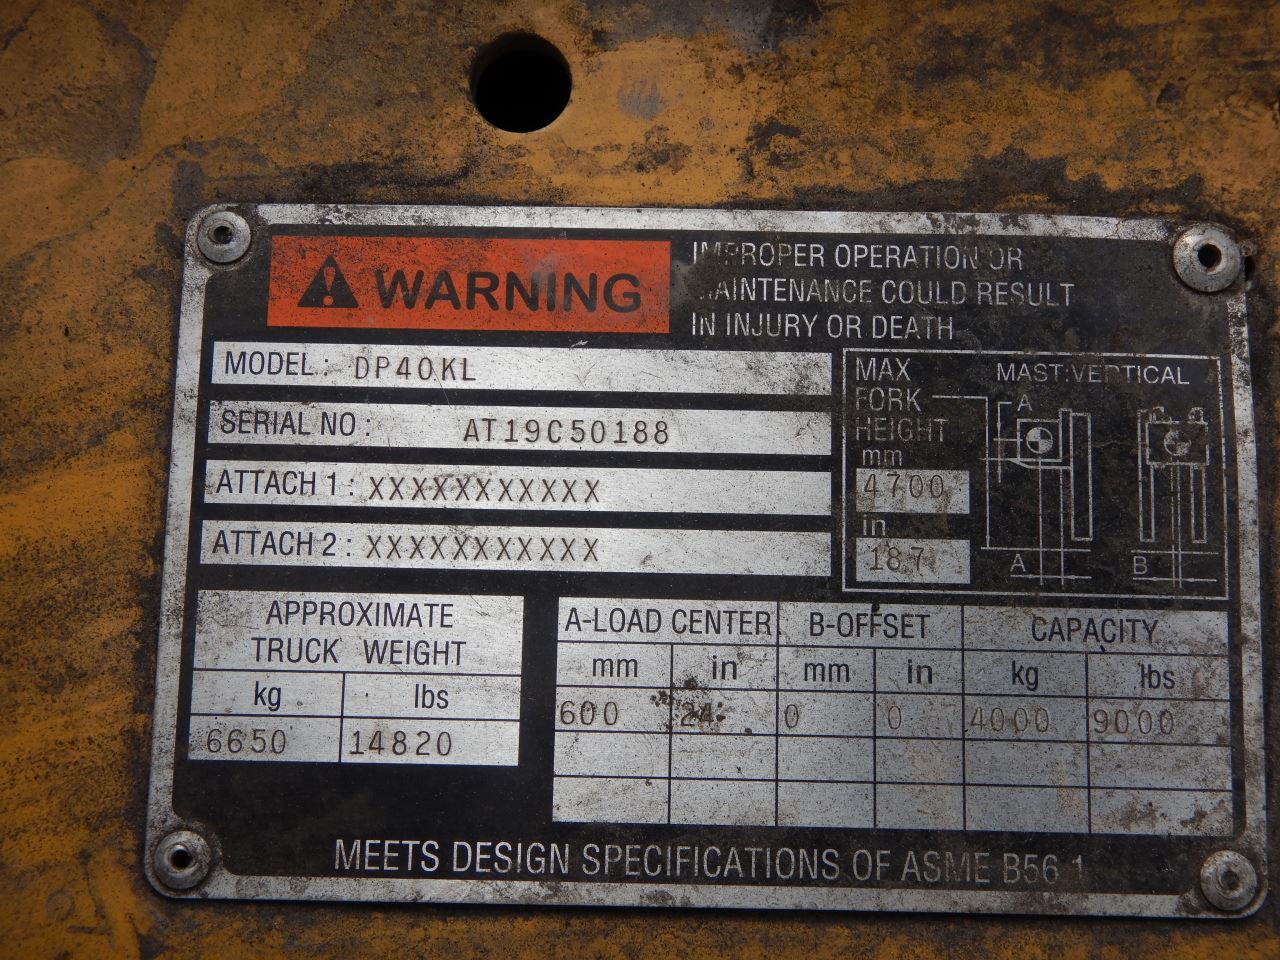 WARNING
IMPROPER OPERATION OR
MAINTENANCE COULD RESULT
IN INJURY OR DEATH
MODEL: DP40KL
SERIAL NO: AT19C50188
ATTACH 1: XXXXXXXXXXX
ATTACH 2: XXXXXXXXXXX
MAX
FORK
HEIGHT
mm
4700
in
187
MAST:VERTICAL
A
A
B
APPROXIMATE
TRUCK WEIGHT
kg lbs
6650 14820
A-LOAD CENTER B-OFFSET CAPACITY
mm in mm in kg lbs
600 24 0 0 4000 9000
MEETS DESIGN SPECIFICATIONS OF ASME B56 1